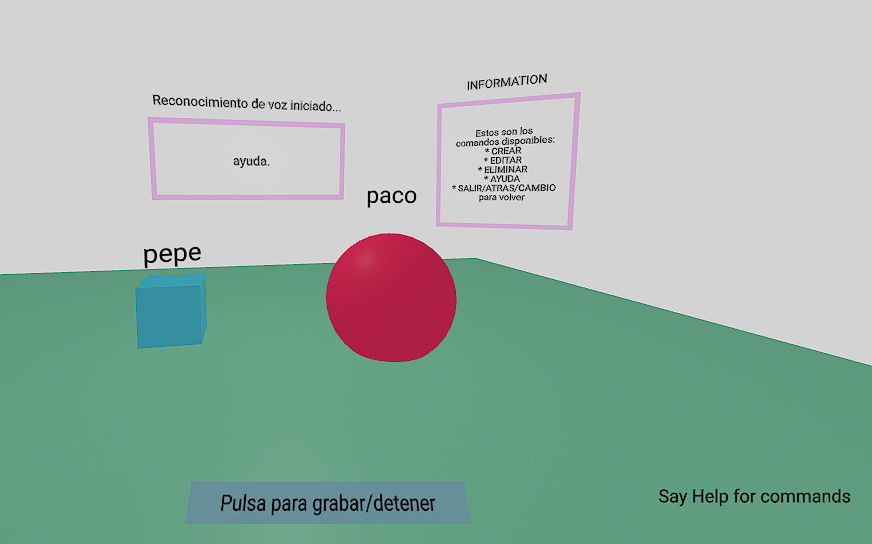 INFORMATION
Reconocimiento de voz iniciado...
ayuda.
Estos son los
comandos disponibles:
* CREAR
* EDITAR
* ELIMINAR
* AYUDA
* SALIR/ATRAS/CAMBIO
para volver
paco
pepe
Pulsa para grabar/detener
Say Help for commands